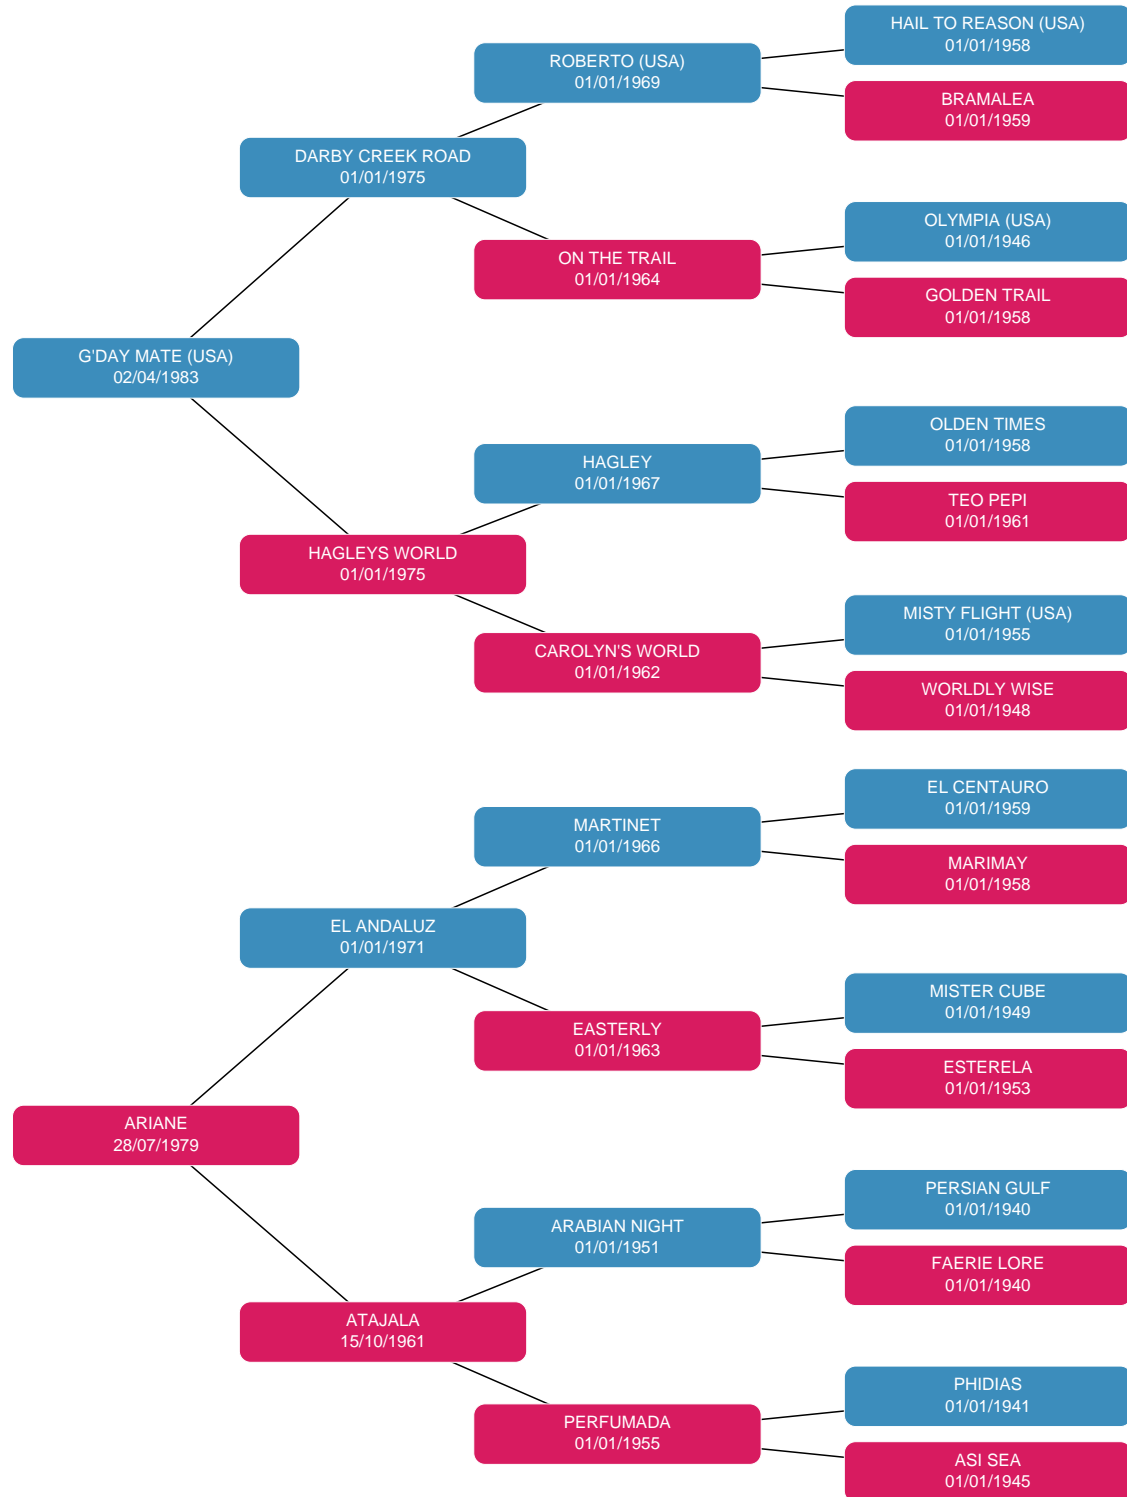 HAIL TO REASON (USA)
01/01/1958
ROBERTO (USA)
01/01/1969
BRAMALEA
01/01/1959
DARBY CREEK ROAD
01/01/1975
OLYMPIA (USA)
01/01/1946
ON THE TRAIL
01/01/1964
GOLDEN TRAIL
01/01/1958
G'DAY MATE (USA)
02/04/1983
OLDEN TIMES
01/01/1958
HAGLEY
01/01/1967
TEO PEPI
01/01/1961
HAGLEYS WORLD
01/01/1975
MISTY FLIGHT (USA)
01/01/1955
CAROLYN'S WORLD
01/01/1962
WORLDLY WISE
01/01/1948
EL CENTAURO
01/01/1959
MARTINET
01/01/1966
MARIMAY
01/01/1958
EL ANDALUZ
01/01/1971
MISTER CUBE
01/01/1949
EASTERLY
01/01/1963
ESTERELA
01/01/1953
ARIANE
28/07/1979
PERSIAN GULF
01/01/1940
ARABIAN NIGHT
01/01/1951
FAERIE LORE
01/01/1940
ATAJALA
15/10/1961
PHIDIAS
01/01/1941
PERFUMADA
01/01/1955
ASI SEA
01/01/1945